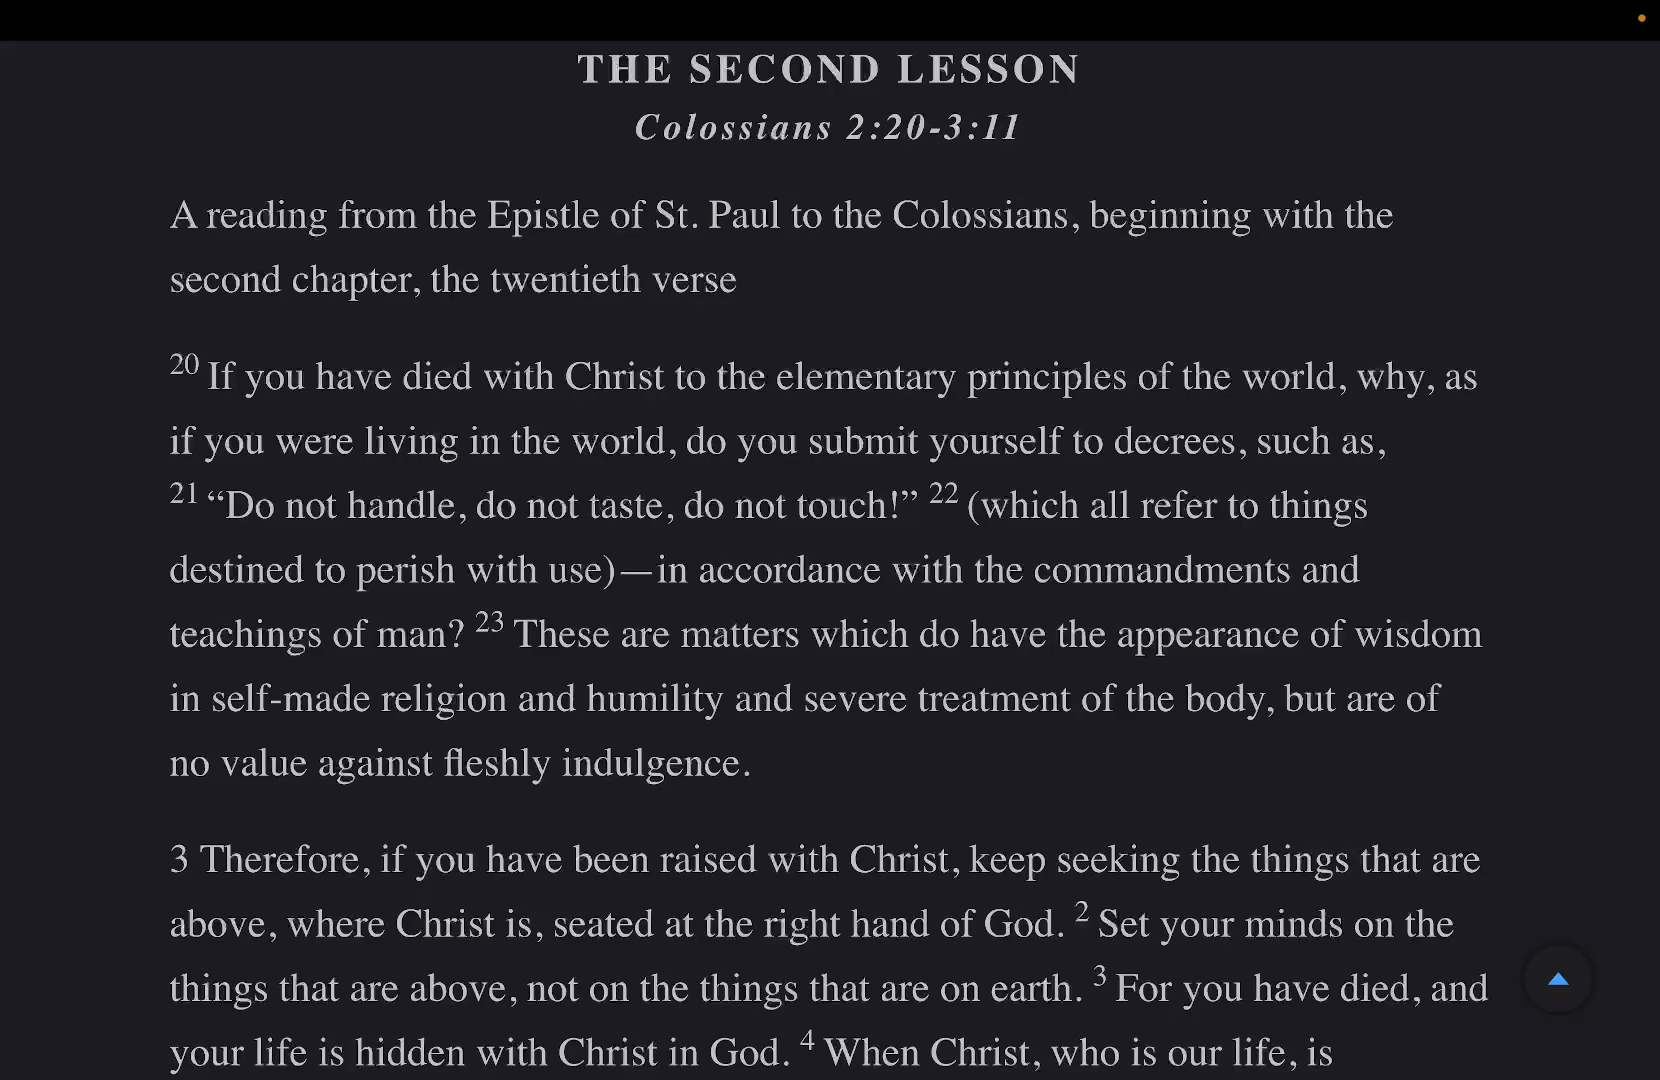 THE SECOND LESSON
Colossians 2:20-3:11
A reading from the Epistle of St. Paul to the Colossians, beginning with the
second chapter, the twentieth verse
20 If you have died with Christ to the elementary principles of the world, why, as
if you were living in the world, do you submit yourself to decrees, such as,
21 “Do not handle, do not taste, do not touch!” 22 (which all refer to things
destined to perish with use)—in accordance with the commandments and
teachings of man? 23 These are matters which do have the appearance of wisdom
in self-made religion and humility and severe treatment of the body, but are of
no value against fleshly indulgence.
3 Therefore, if you have been raised with Christ, keep seeking the things that are
above, where Christ is, seated at the right hand of God. 2 Set your minds on the
things that are above, not on the things that are on earth. 3 For you have died, and
your life is hidden with Christ in God. 4 When Christ, who is our life, is